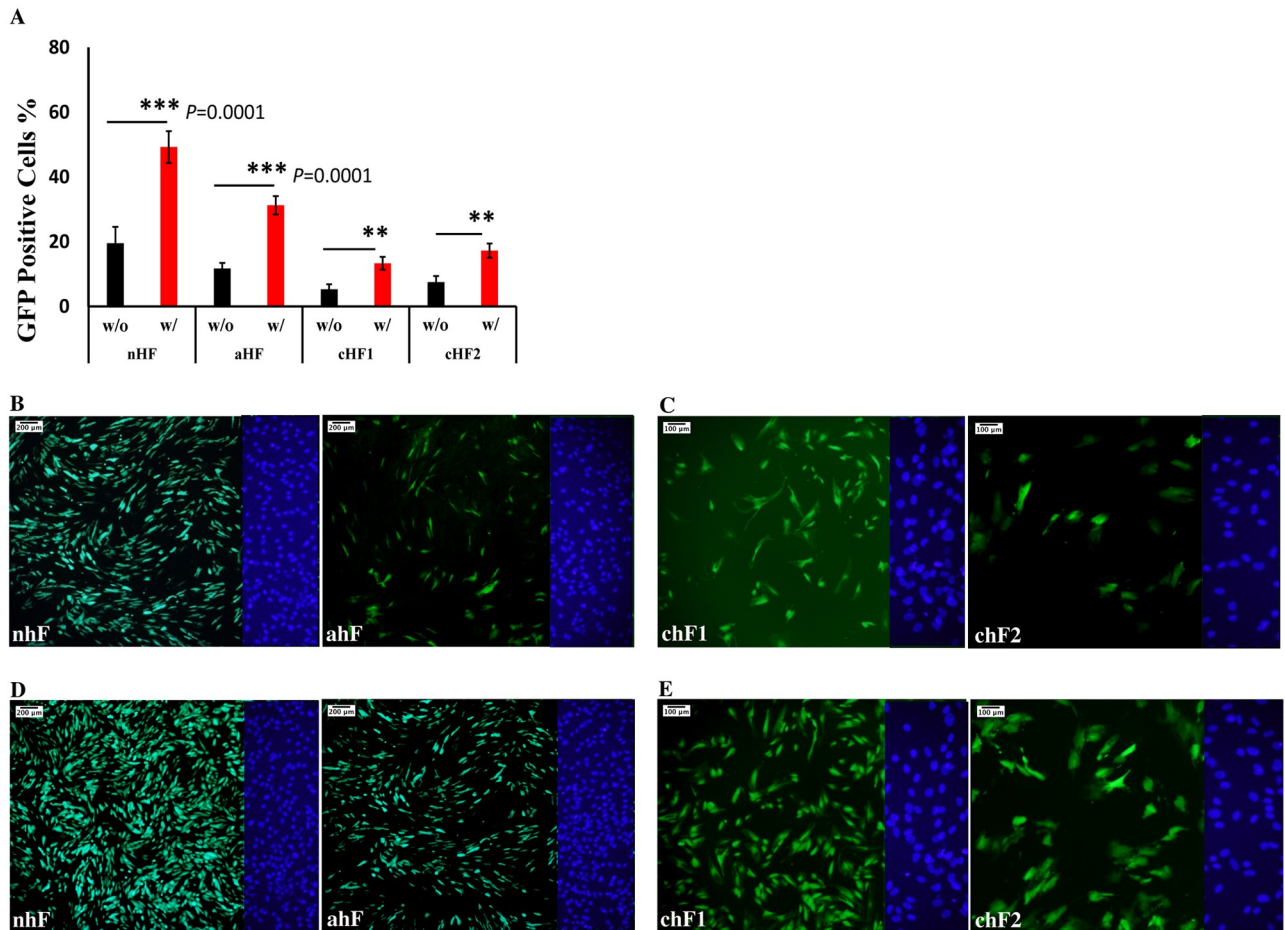 A
80
60
40
20
0
GFP Positive Cells %
*** P=0.0001
*** P=0.0001
**
**
w/o w/ w/o w/ w/o w/ w/o w/
nHF aHF cHF1 cHF2
B
200 µm
nhF
200 µm
ahF
C
100 µm
chF1
100 µm
chF2
D
200 µm
nhF
200 µm
ahF
E
100 µm
chF1
100 µm
chF2